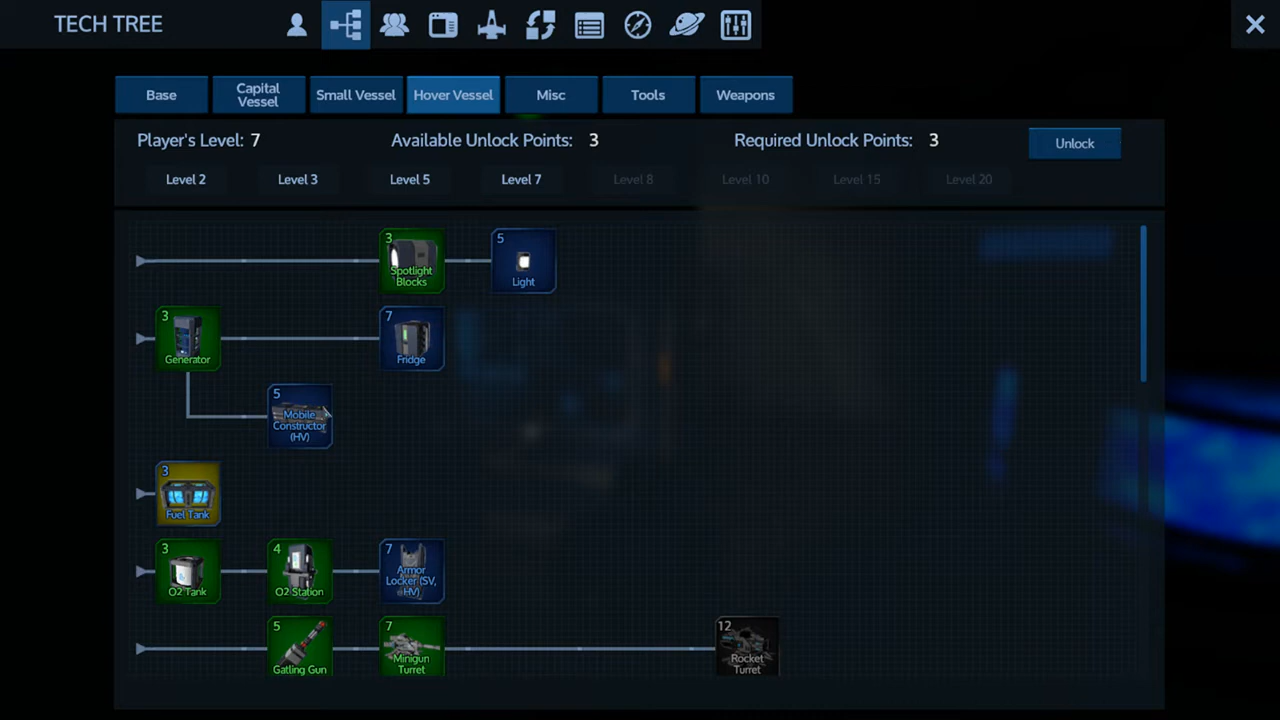 TECH TREE
Base
Capital
Vessel
Small Vessel
Hover Vessel
Misc
Tools
Weapons
Player's Level: 7
Available Unlock Points: 3
Required Unlock Points: 3
Unlock
Level 2
Level 3
Level 5
Level 7
Level 8
Level 10
Level 15
Level 20
3
Spotlight
Blocks
5
Light
3
Generator
7
Fridge
5
Mobile
Constructor
(HV)
3
Fuel Tank
3
O2 Tank
4
O2 Station
7
Armor
Locker (SV,
HV)
5
Gatling Gun
7
Minigun
Turret
12
Rocket
Turret